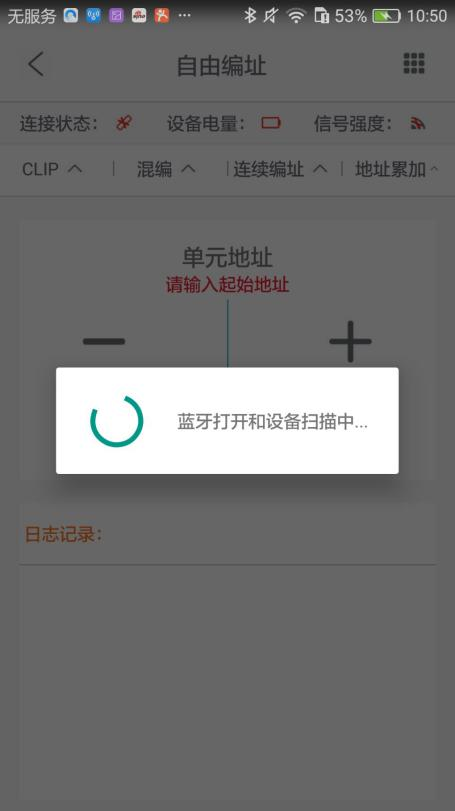 无服务 ... 53% 10:50
自由编址
连接状态： 设备电量： 信号强度：
CLIP 混编 连续编址 地址累加
单元地址
请输入起始地址
蓝牙打开和设备扫描中...
日志记录：